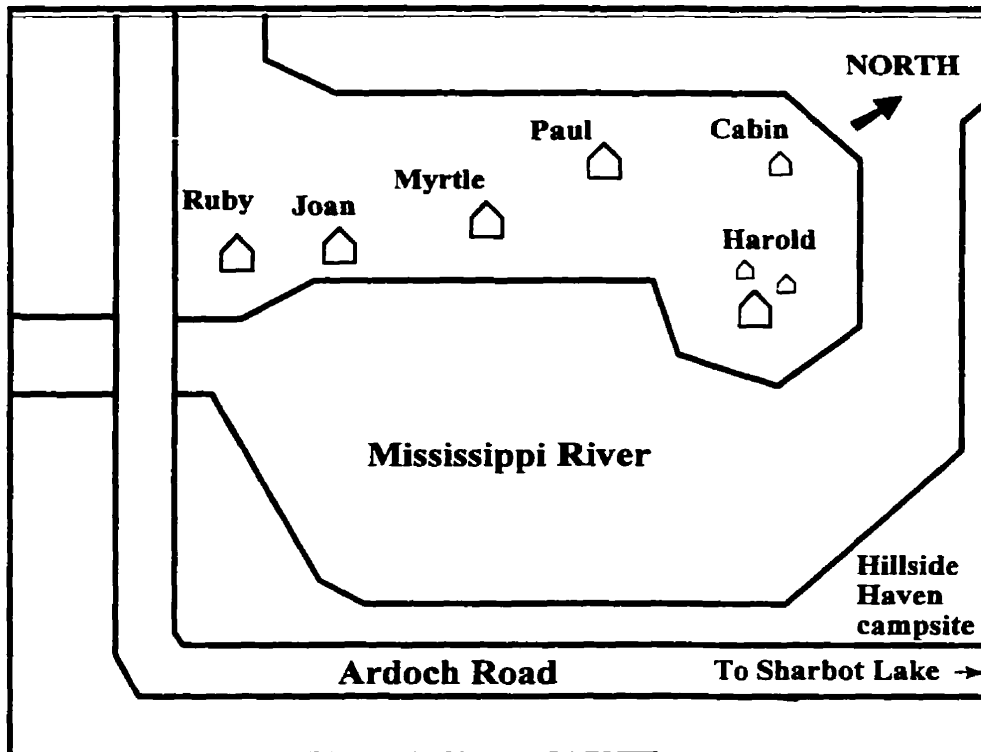 NORTH
Paul
Cabin
Myrtle
Ruby
Joan
Harold
Mississippi River
Hillside
Haven
campsite
Ardoch Road
To Sharbot Lake →